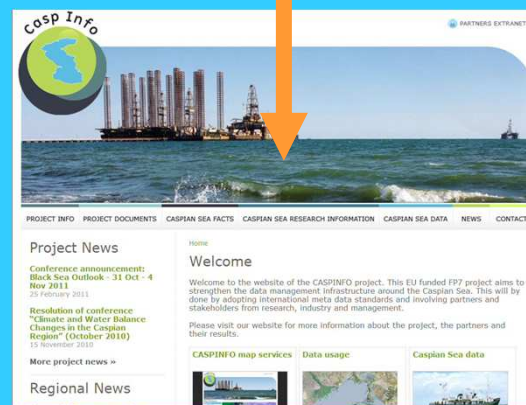 Casp Info
PARTNERS EXTRANET
PROJECT INFO PROJECT DOCUMENTS CASPIAN SEA FACTS CASPIAN SEA RESEARCH INFORMATION CASPIAN SEA DATA NEWS CONTACT
Project News
Conference announcement:
Black Sea Outlook - 31 Oct - 4
Nov 2011
25 February 2011
Resolution of conference
"Climate and Water Balance
Changes in the Caspian
Region" (October 2010)
15 November 2010
More project news »
Regional News
Home
Welcome
Welcome to the website of the CASPINFO project. This EU funded FP7 project aims to
strengthen the data management Infrastructure around the Caspian Sea. This will by
done by adopting international meta data standards and involving partners and
stakeholders from research, industry and management.
Please visit our website for more information about the project, the partners and
their results.
CASPINFO map services
Data usage
Caspian Sea data